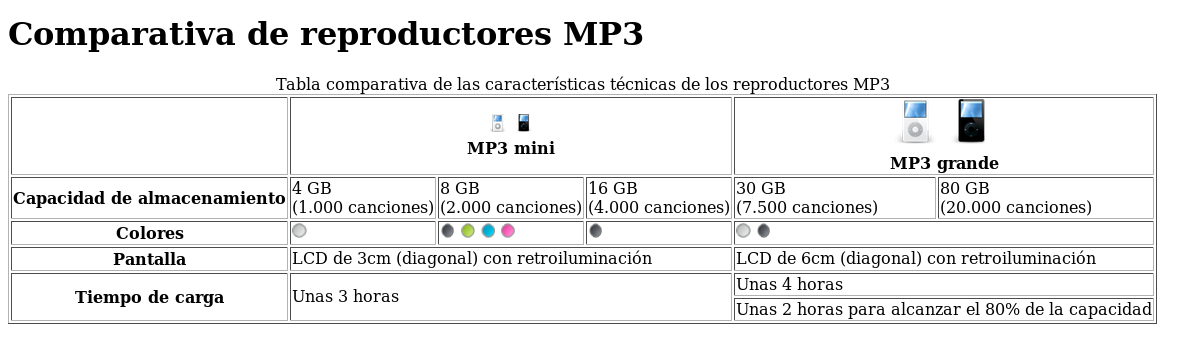 Comparativa de reproductores MP3
Tabla comparativa de las características técnicas de los reproductores MP3
MP3 mini
MP3 grande
Capacidad de almacenamiento
4 GB
(1.000 canciones)
8 GB
(2.000 canciones)
16 GB
(4.000 canciones)
30 GB
(7.500 canciones)
80 GB
(20.000 canciones)
Colores
Pantalla
LCD de 3cm (diagonal) con retroiluminación
LCD de 6cm (diagonal) con retroiluminación
Tiempo de carga
Unas 3 horas
Unas 4 horas
Unas 2 horas para alcanzar el 80% de la capacidad